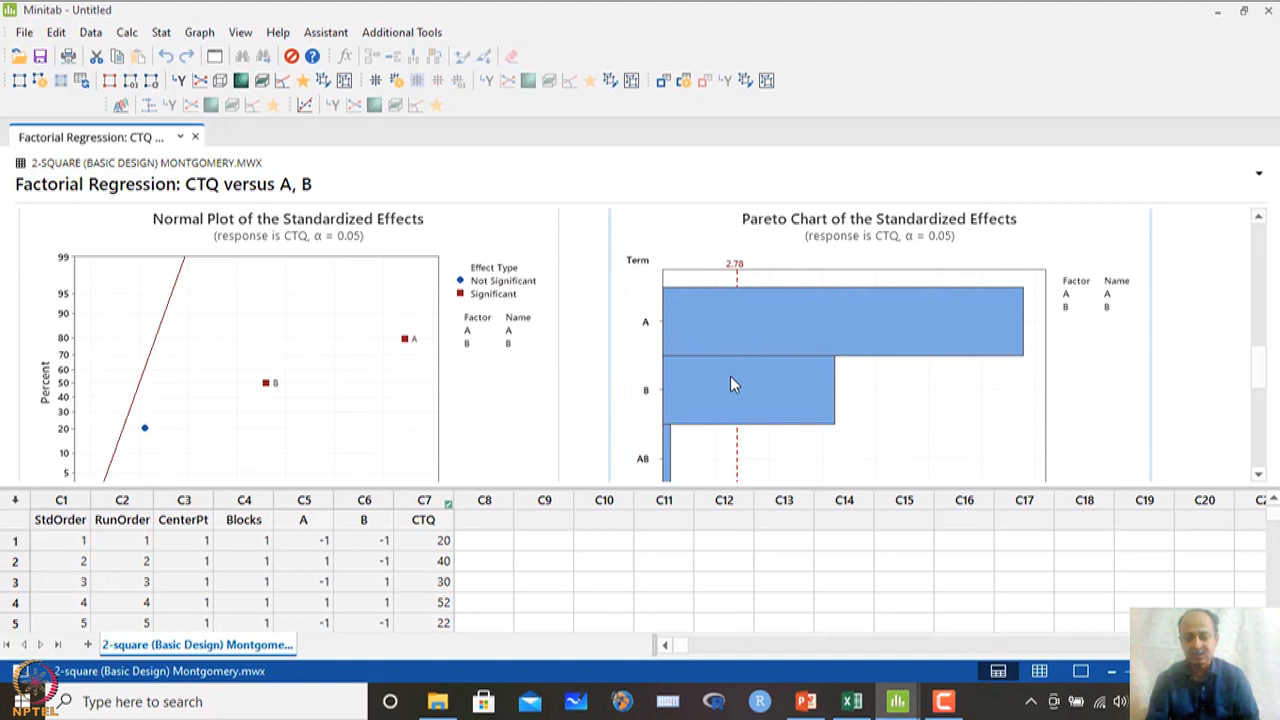 Minitab - Untitled
File Edit Data Calc Stat Graph View Help Assistant Additional Tools
Factorial Regression: CTQ ...
2-SQUARE (BASIC DESIGN) MONTGOMERY.MWX
Factorial Regression: CTQ versus A, B
Normal Plot of the Standardized Effects
(response is CTQ, α = 0.05)
99
95
90
80
70
60
50
40
30
20
10
5
Percent
A
B
Effect Type
Not Significant
Significant
Factor Name
A A
B B
Pareto Chart of the Standardized Effects
(response is CTQ, α = 0.05)
Term
2.78
A
B
AB
Factor Name
A A
B B
C1 C2 C3 C4 C5 C6 C7 C8 C9 C10 C11 C12 C13 C14 C15 C16 C17 C18 C19 C20
StdOrder RunOrder CenterPt Blocks A B CTQ
1 1 1 1 1 -1 -1 20
2 2 2 1 1 1 -1 40
3 3 3 1 1 -1 1 30
4 4 4 1 1 1 1 52
5 5 5 1 1 -1 -1 22
2-square (Basic Design) Montgome...
2-square (Basic Design) Montgomery.mwx
Type here to search
NPTEL